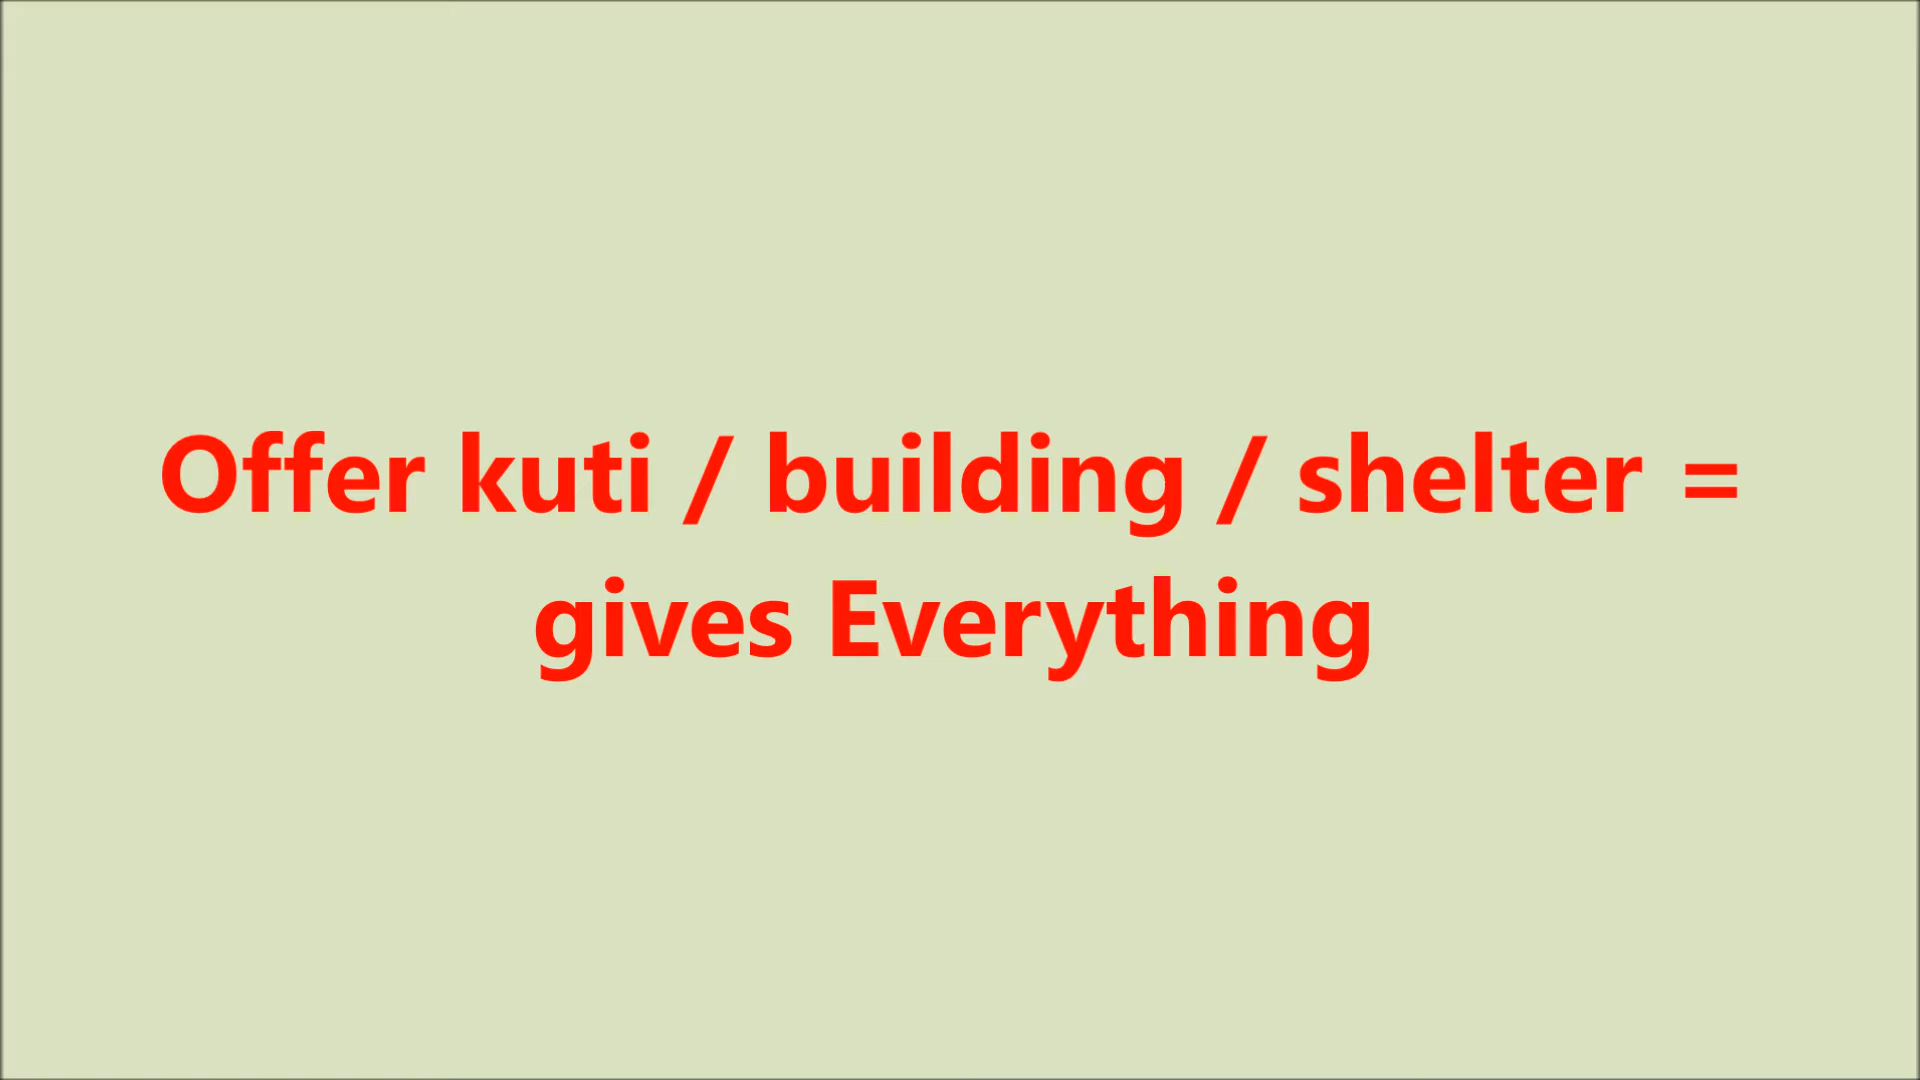 Offer kuti / building / shelter =
gives Everything